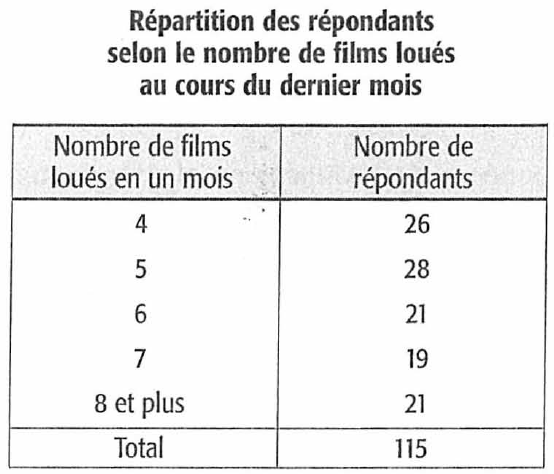 Répartition des répondants
selon le nombre de films loués
au cours du dernier mois
Nombre de films loués en un mois	Nombre de répondants
4	26
5	28
6	21
7	19
8 et plus	21
Total	115